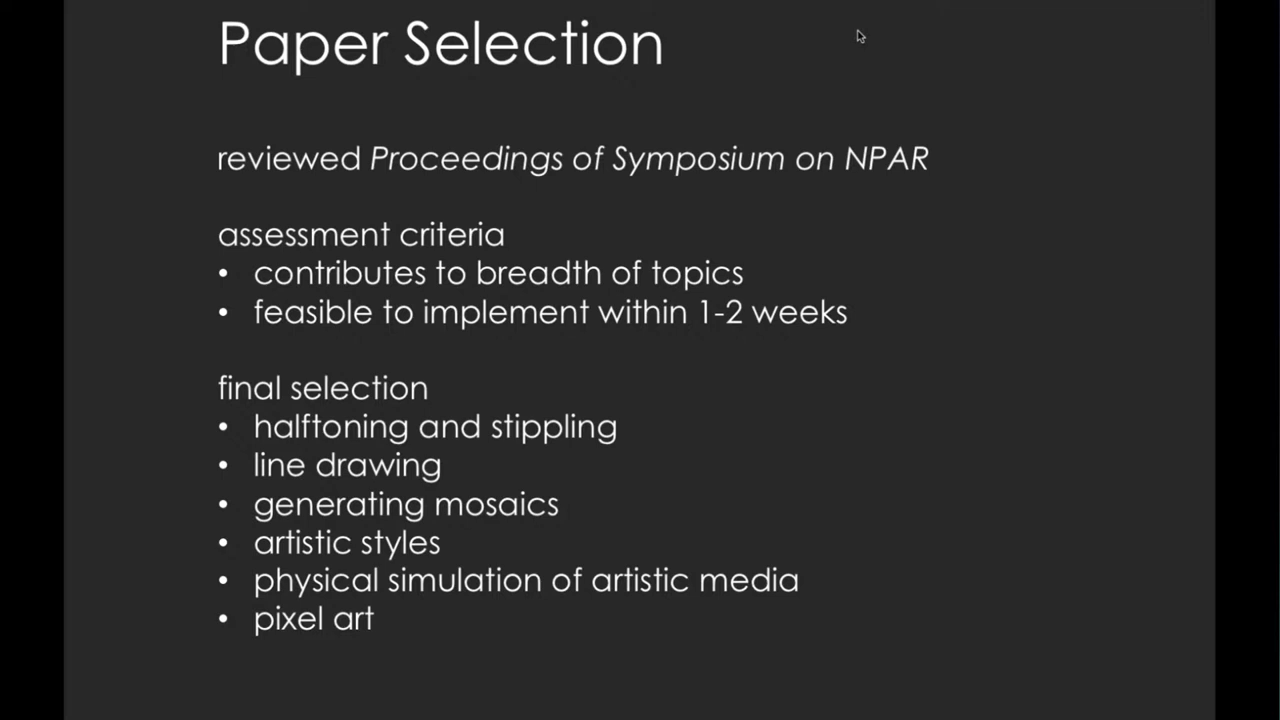 Paper Selection
reviewed Proceedings of Symposium on NPAR
assessment criteria
• contributes to breadth of topics
• feasible to implement within 1-2 weeks
final selection
• halftoning and stippling
• line drawing
• generating mosaics
• artistic styles
• physical simulation of artistic media
• pixel art